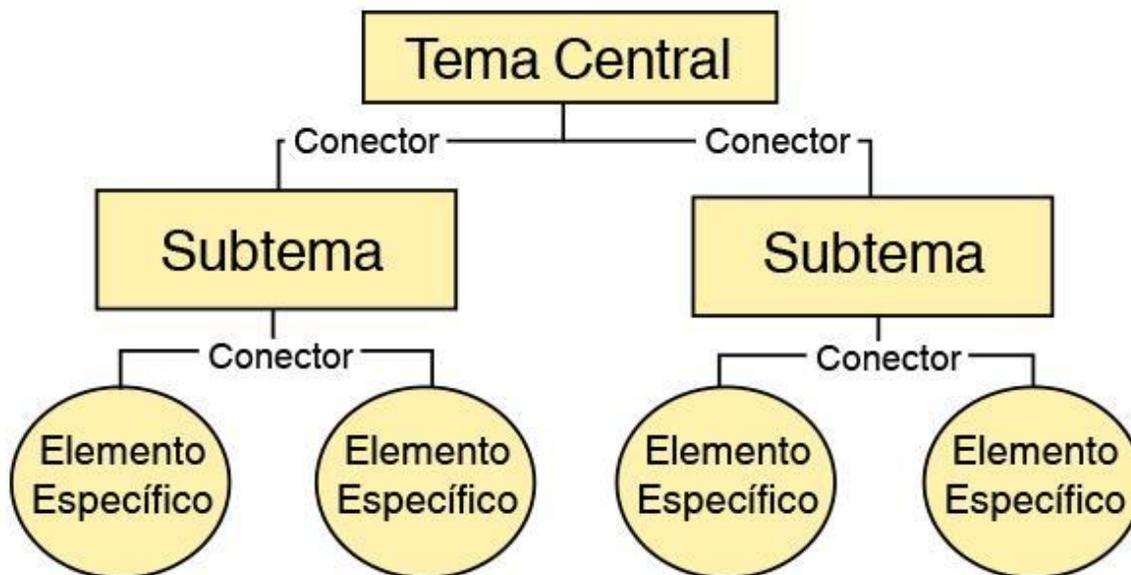 Tema Central
Conector
Conector
Subtema
Subtema
Conector
Conector
Elemento
Específico
Elemento
Específico
Elemento
Específico
Elemento
Específico